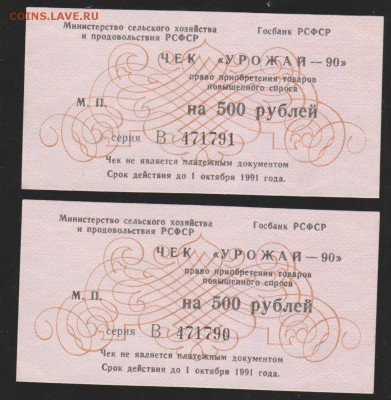 СОИНS.ЛАVE.РУ
Министерство сельского хозяйства
и продовольствия РСФСР
Госбанк РСФСР
ЧЕК «УРОЖАЙ—90»
право приобретения товаров
повышенного спроса
М. П.
на 500 рублей
серия В 471791
Чек не является платежным документом
Срок действия до 1 октября 1991 года.
Министерство сельского хозяйства
и продовольствия РСФСР
Госбанк РСФСР
ЧЕК «УРОЖАЙ—90»
право приобретения товаров
повышенного спроса
М. П.
на 500 рублей
серия В 471790
Чек не является платежным документом
Срок действия до 1 октября 1991 года.